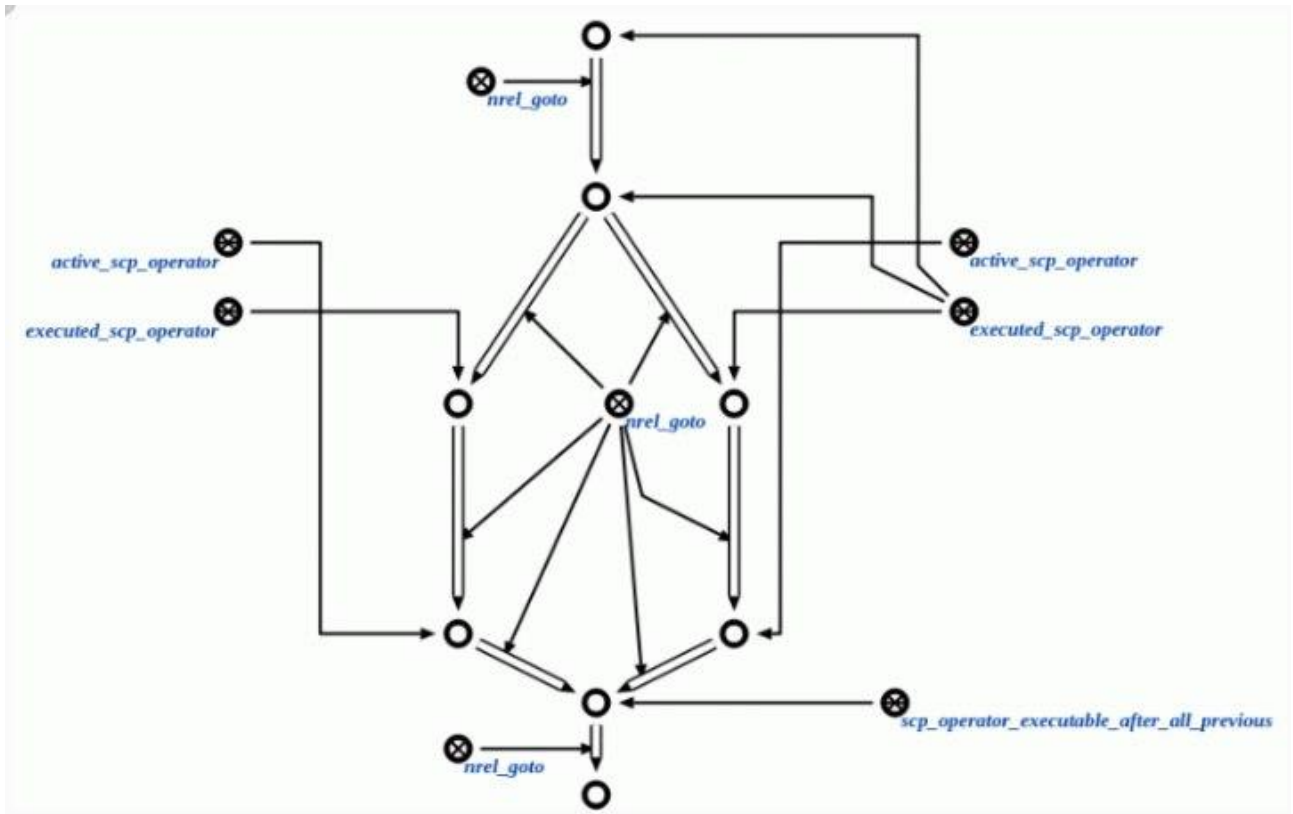 nrel_goto
active_scp_operator
active_scp_operator
executed_scp_operator
executed_scp_operator
nrel_goto
scp_operator_executable_after_all_previous
nrel_goto